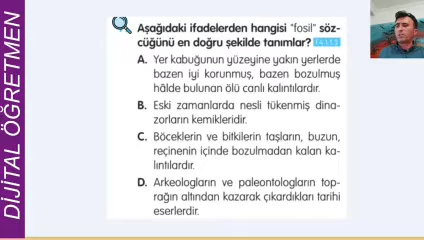 DİJİTAL ÖĞRETMEN
Aşağıdaki ifadelerden hangisi "fosil" söz-
cüğünü en doğru şekilde tanımlar?
A. Yer kabuğunun yüzeyine yakın yerlerde
bazen iyi korunmuş, bazen bozulmuş
hâlde bulunan ölü canlı kalıntılardır.
B. Eski zamanlarda nesli tükenmiş dina-
zorların kemikleridir.
C. Böceklerin ve bitkilerin taşların, buzun,
reçinenin içinde bozulmadan kalan ka-
lıntılardır.
D. Arkeologların ve paleontologların top-
rağın altından kazarak çıkardıkları tarihi
eserlerdir.